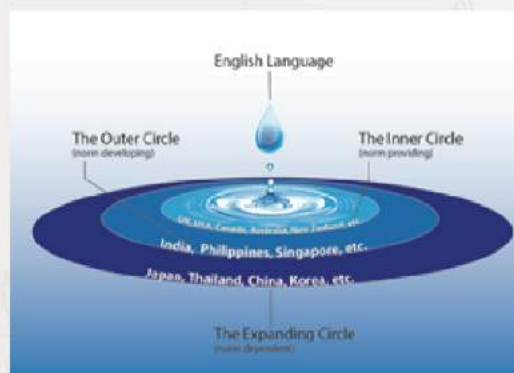 English Language
The Outer Circle
(norm developing)
The Inner Circle
(norm providing)
UK, USA, Canada, Australia, New Zealand, etc.
India, Philippines, Singapore, etc.
Japan, Thailand, China, Korea, etc.
The Expanding Circle
(norm dependent)